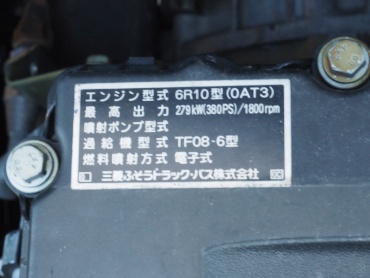 エンジン型式 6R10型(0AT3)
最高出力 279kW(380PS)/1800rpm
噴射ポンプ型式
過給機型式 TF08-6型
燃料噴射方式 電子式
三菱ふそうトラック・バス株式会社